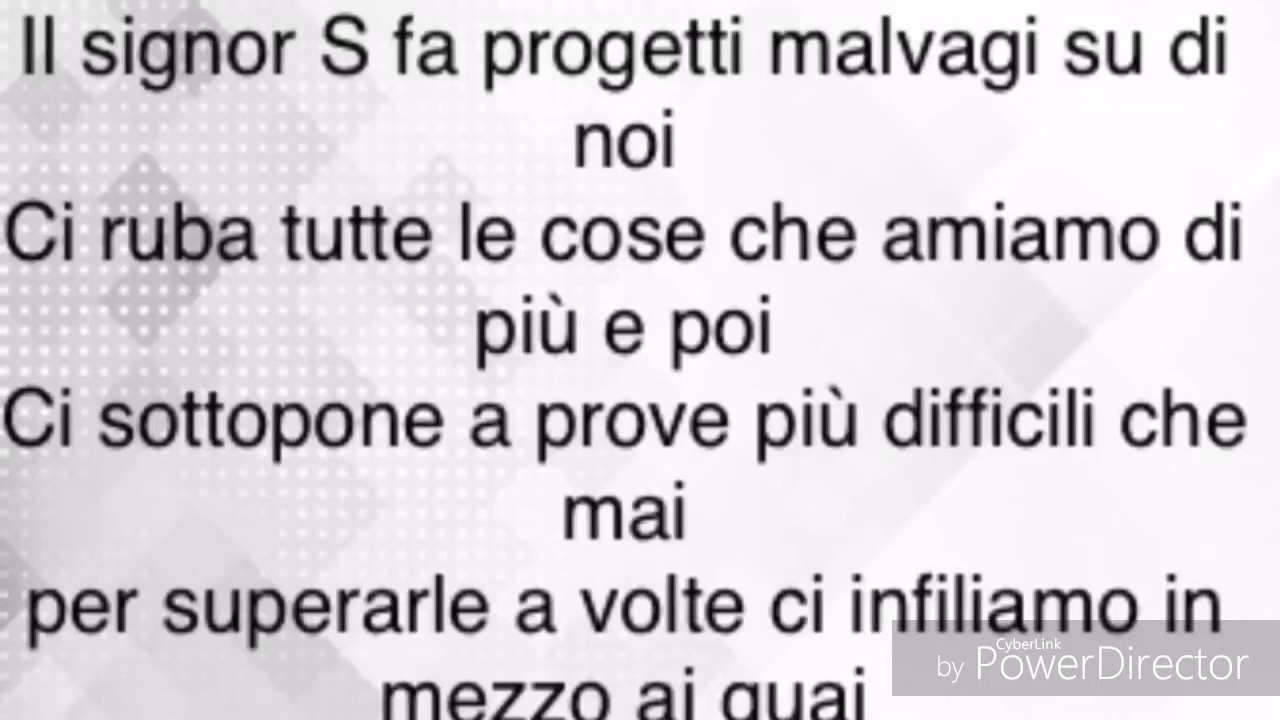 Il signor S fa progetti malvagi su di
noi
Ci ruba tutte le cose che amiamo di
più e poi
Ci sottopone a prove più difficili che
mai
per superarle a volte ci infiliamo in
mezzo ai guai
CyberLink
by PowerDirector